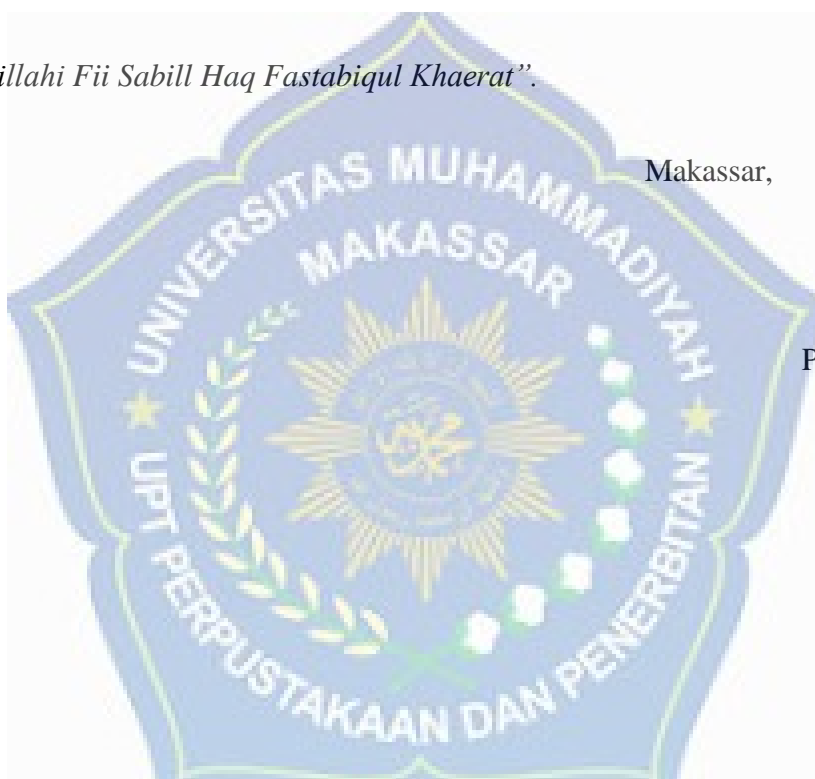 illahi Fii Sabill Haq Fastabiqul Khaerat”.
Makassar,
UNIVERSITAS MUHAMMADIYAH
MAKASSAR
P
UPT PERPUSTAKAAN DAN PENERBITAN